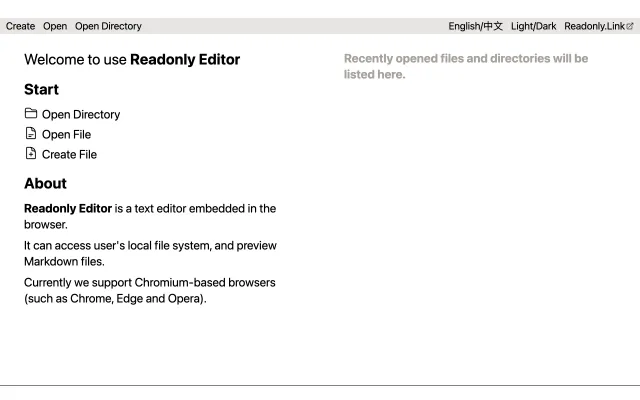 Create Open Open Directory English/中文 Light/Dark Readonly.Link
Welcome to use Readonly Editor
Start
Open Directory
Open File
Create File
About
Readonly Editor is a text editor embedded in the
browser.
It can access user's local file system, and preview
Markdown files.
Currently we support Chromium-based browsers
(such as Chrome, Edge and Opera).
Recently opened files and directories will be
listed here.